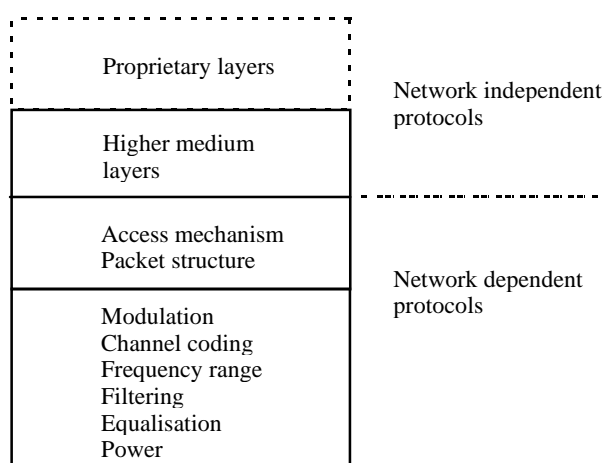 Proprietary layers
Network independent
protocols
Higher medium
layers
Access mechanism
Packet structure
Network dependent
protocols
Modulation
Channel coding
Frequency range
Filtering
Equalisation
Power